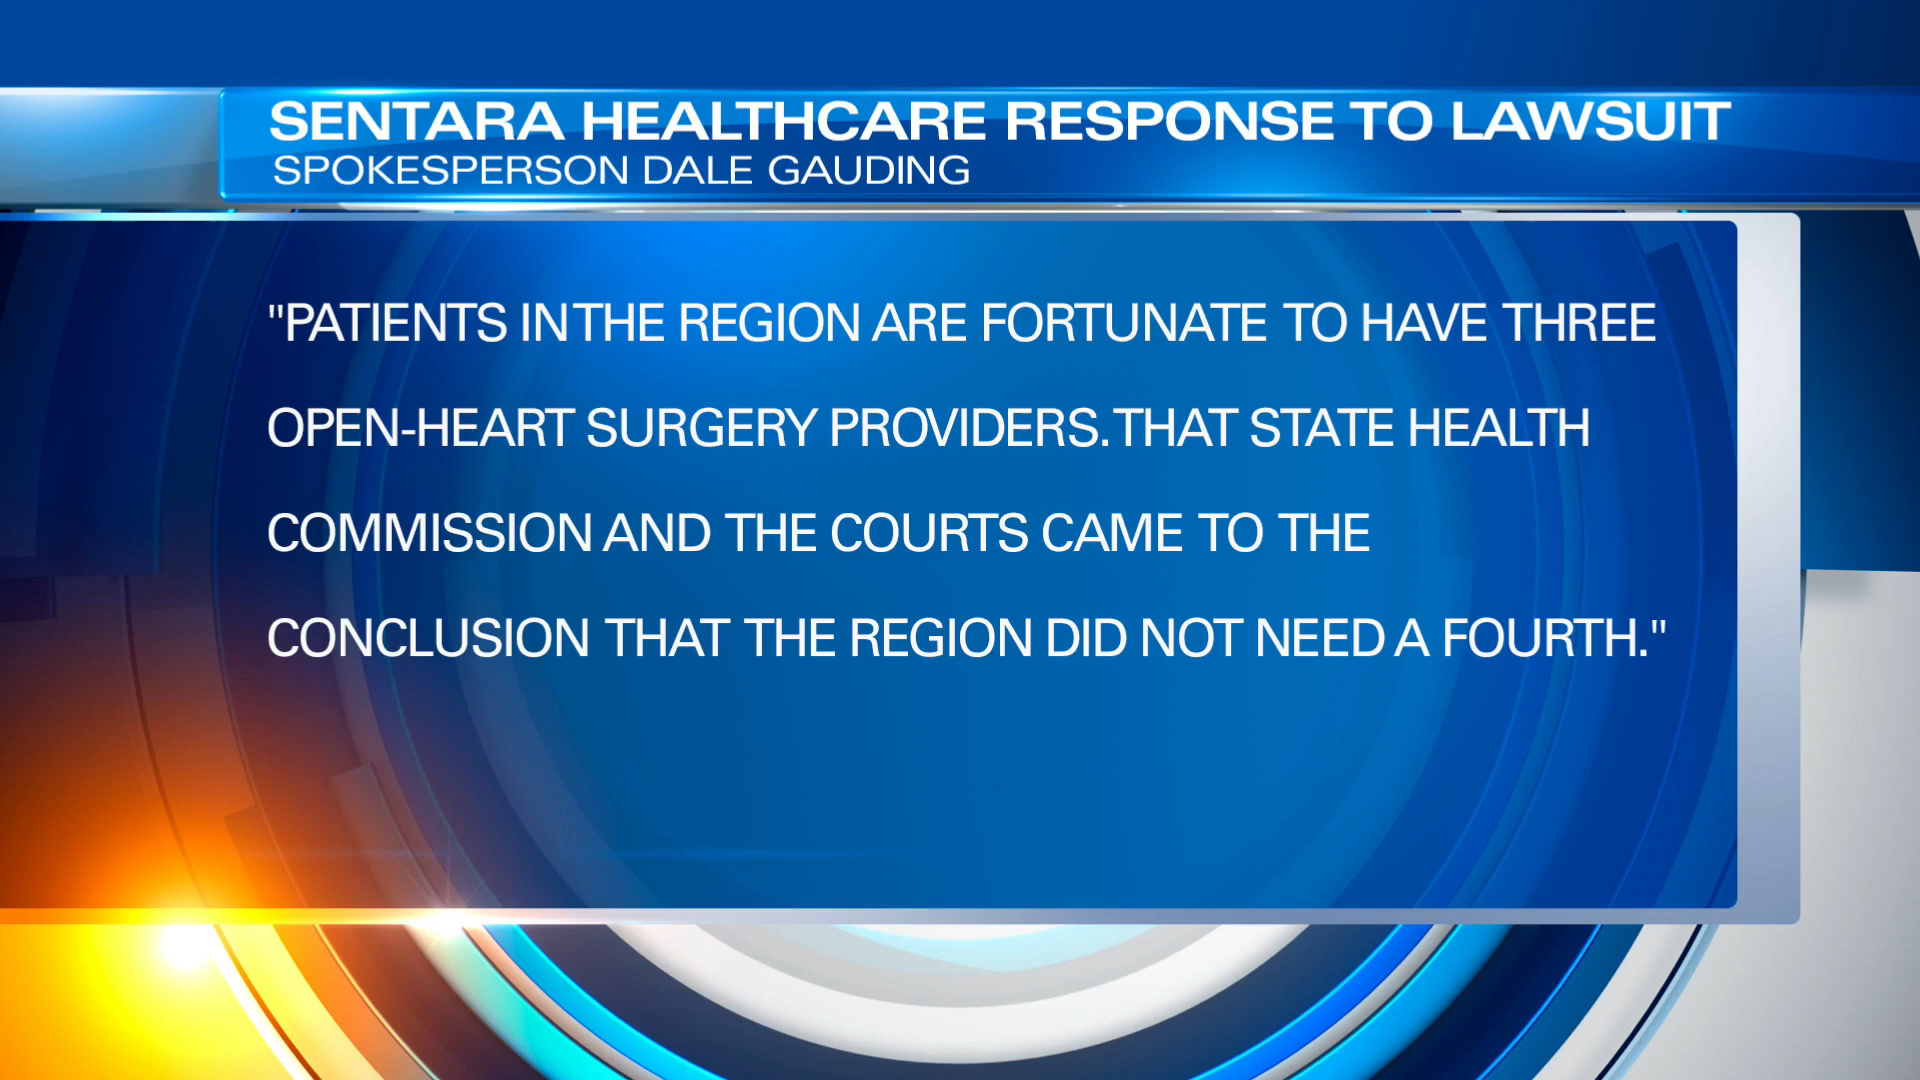 SENTARA HEALTHCARE RESPONSE TO LAWSUIT
SPOKESPERSON DALE GAUDING
"PATIENTS IN THE REGION ARE FORTUNATE TO HAVE THREE
OPEN-HEART SURGERY PROVIDERS. THAT STATE HEALTH
COMMISSION AND THE COURTS CAME TO THE
CONCLUSION THAT THE REGION DID NOT NEED A FOURTH."